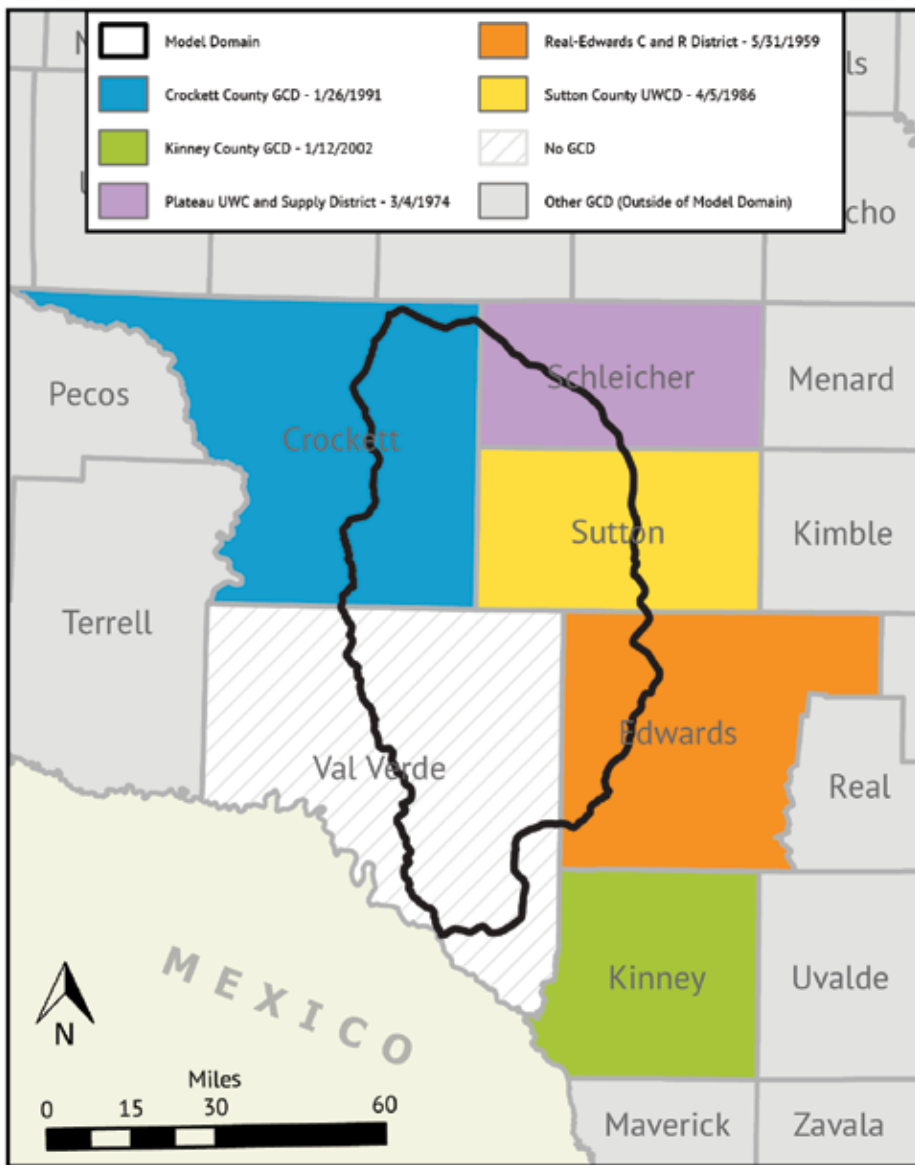 Model Domain
Real-Edwards C and R District - 5/31/1959
Crockett County GCD - 1/26/1991
Sutton County UWCD - 4/5/1986
Kinney County GCD - 1/12/2002
No GCD
Plateau UWC and Supply District - 3/4/1974
Other GCD (Outside of Model Domain)
ls
cho
Pecos
Crockett
Schleicher
Menard
Sutton
Kimble
Terrell
Val Verde
Edwards
Real
MEXICO
Kinney
Uvalde
N
Miles
0 15 30 60
Maverick
Zavala